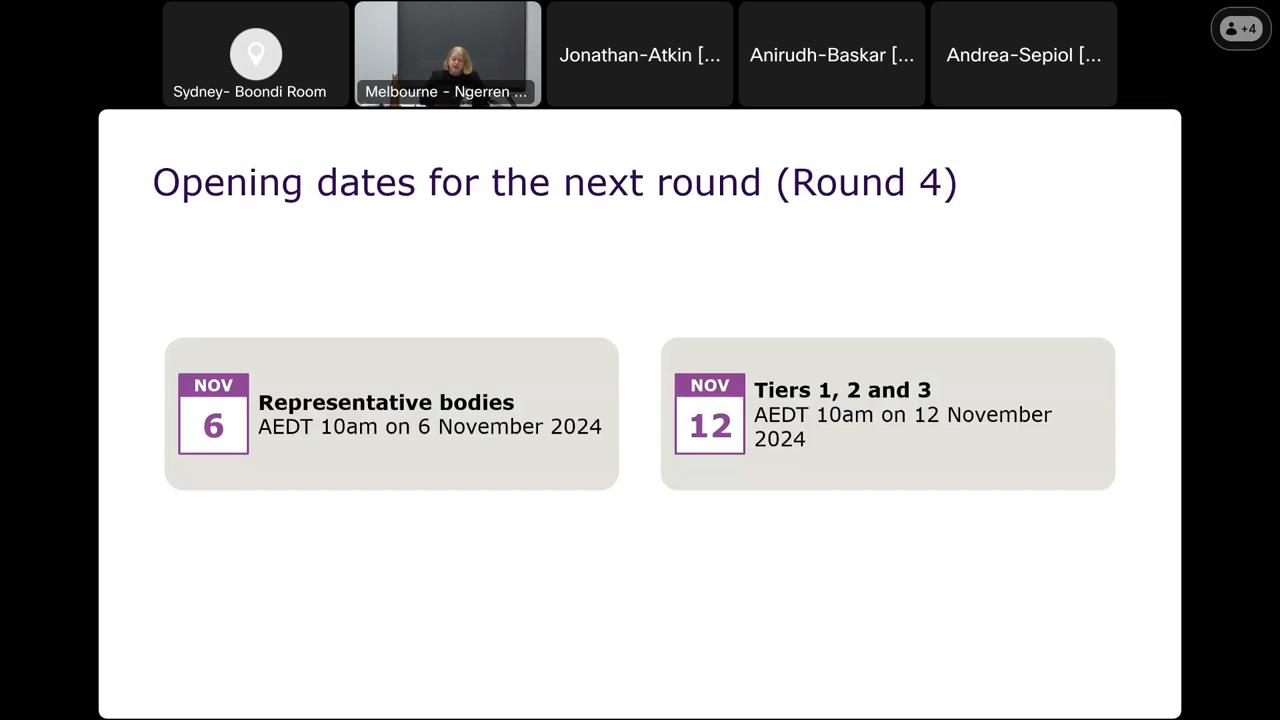 Sydney- Boondi Room
Melbourne - Ngerren ...
Jonathan-Atkin [...
Anirudh-Baskar [...
Andrea-Sepiol [...
+4
Opening dates for the next round (Round 4)
NOV
6
Representative bodies
AEDT 10am on 6 November 2024
NOV
12
Tiers 1, 2 and 3
AEDT 10am on 12 November
2024